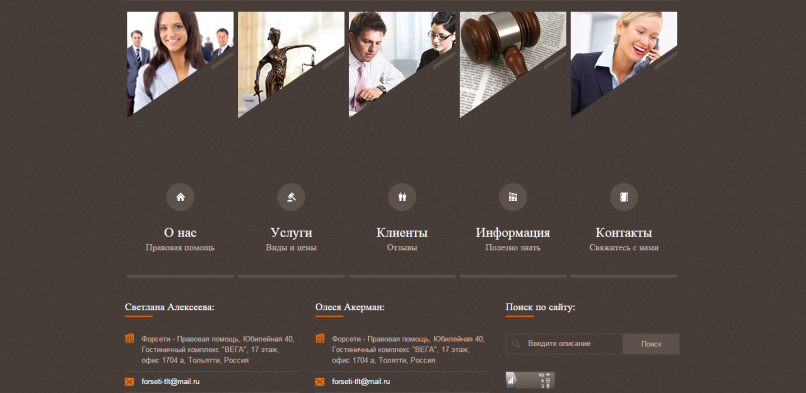 О нас
Правовая помощь
Услуги
Виды и цены
Клиенты
Отзывы
Информация
Полезно знать
Контакты
Свяжитесь с нами
Светлана Алексеева:
Форсети - Правовая помощь, Юбилейная 40,
Гостиничный комплекс "ВЕГА", 17 этаж,
офис 1704 а, Тольятти, Россия
forseti-tlt@mail.ru
Олеся Акерман:
Форсети - Правовая помощь, Юбилейная 40,
Гостиничный комплекс "ВЕГА", 17 этаж,
офис 1704 а, Толятти, Россия
forseti-tlt@mail.ru
Поиск по сайту:
Введите описание
Поиск